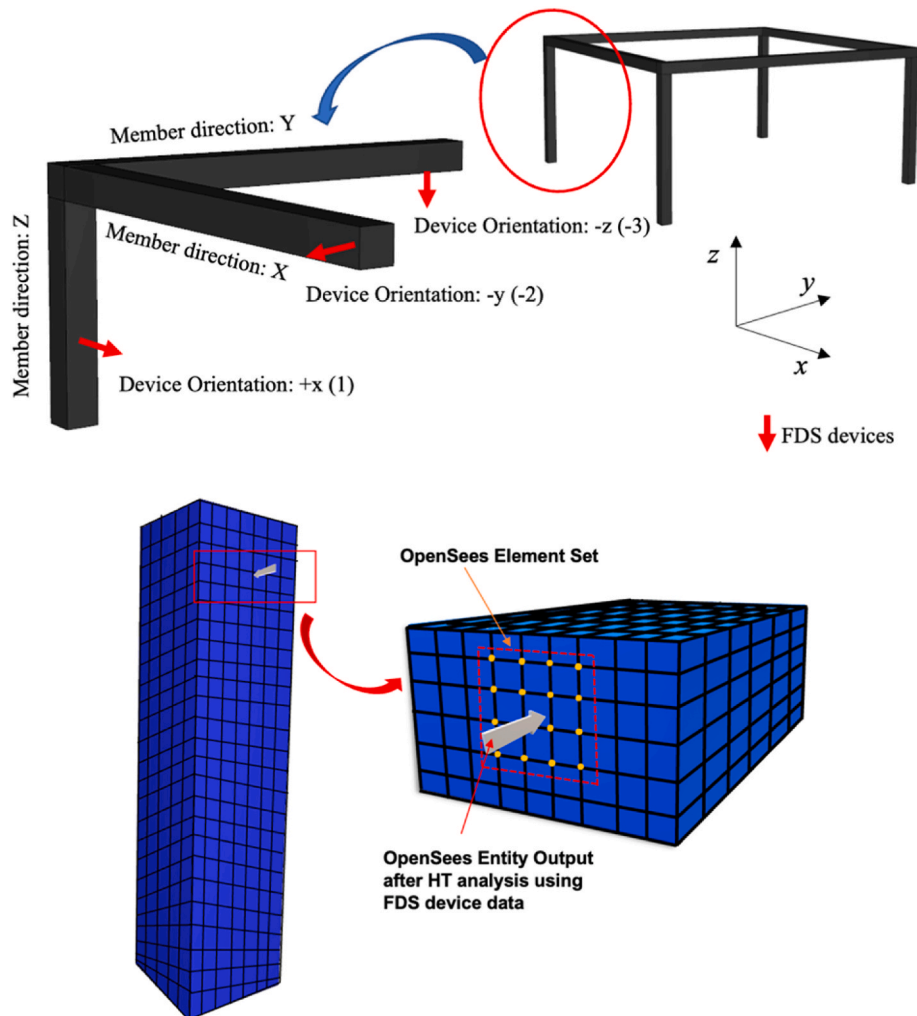 Member direction: Y
Member direction: Z
Member direction: X
Device Orientation: -z (-3)
Device Orientation: -y (-2)
Device Orientation: +x (1)
z
y
x
FDS devices
OpenSees Element Set
OpenSees Entity Output
after HT analysis using
FDS device data